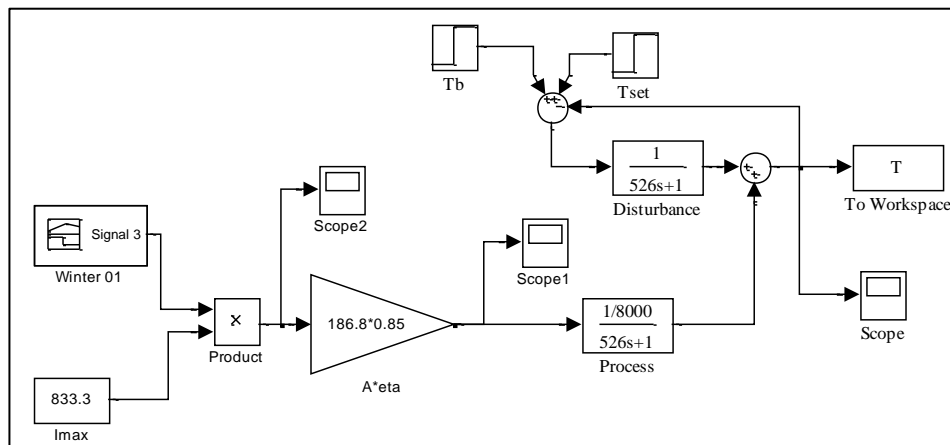 Tb
Tset
++
-
1
526s+1
Disturbance
+
+
T
To Workspace
Scope2
Signal 3
Winter 01
Scope1
×
Product
186.8*0.85
A*eta
1/8000
526s+1
Process
Scope
833.3
Imax